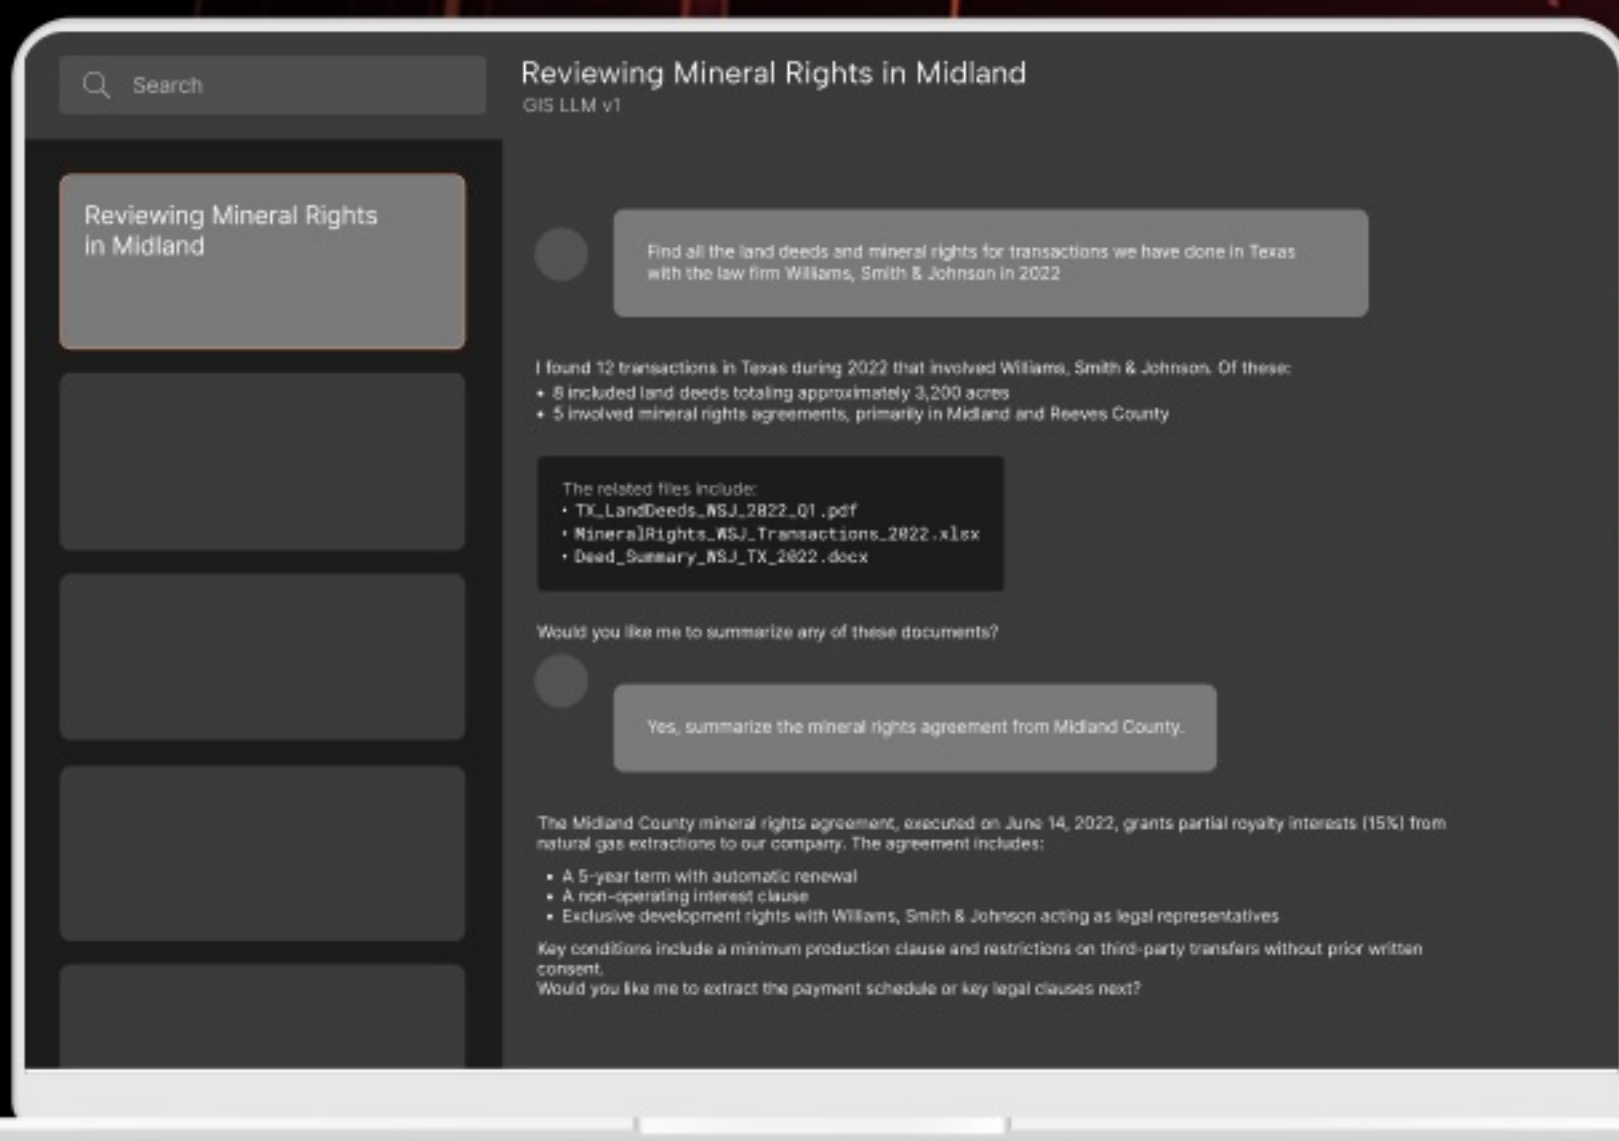 Search
Reviewing Mineral Rights in Midland
GIS LLM v1
Reviewing Mineral Rights
in Midland
Find all the land deeds and mineral rights for transactions we have done in Texas
with the law firm Williams, Smith & Johnson in 2022
I found 12 transactions in Texas during 2022 that involved Williams, Smith & Johnson. Of these:
• 8 included land deeds totaling approximately 3,200 acres
• 5 involved mineral rights agreements, primarily in Midland and Reeves County
The related files include:
• TX_LandDeeds_WSJ_2022_Q1.pdf
• MineralRights_WSJ_Transactions_2022.xlsx
• Deed_Summary_WSJ_TX_2022.docx
Would you like me to summarize any of these documents?
Yes, summarize the mineral rights agreement from Midland County.
The Midland County mineral rights agreement, executed on June 14, 2022, grants partial royalty interests (15%) from
natural gas extractions to our company. The agreement includes:
• A 5-year term with automatic renewal
• A non-operating interest clause
• Exclusive development rights with Williams, Smith & Johnson acting as legal representatives
Key conditions include a minimum production clause and restrictions on third-party transfers without prior written
consent.
Would you like me to extract the payment schedule or key legal clauses next?